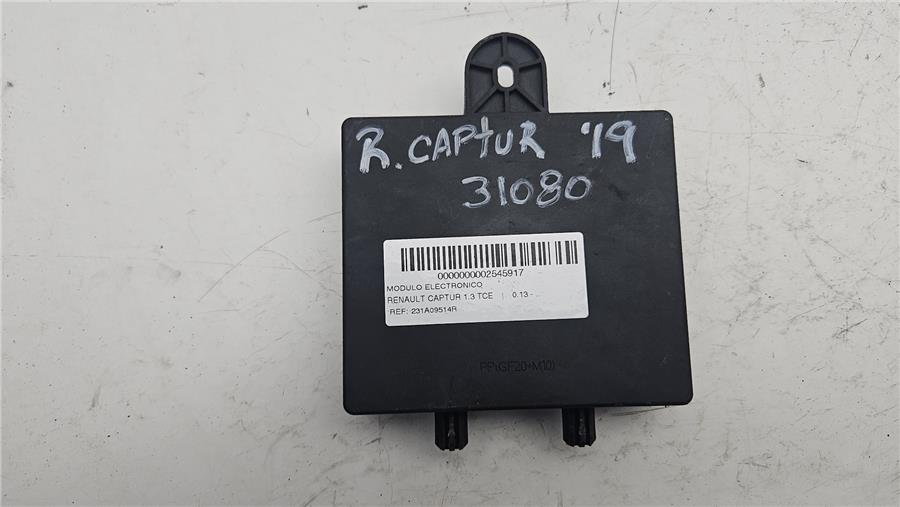 R. CAPTUR '19
31080
0000000002545917
MODULO ELECTRONICO
RENAULT CAPTUR 1.3 TCE | 0.13 - ..
REF: 231A09514R
PP(GF20+M10)